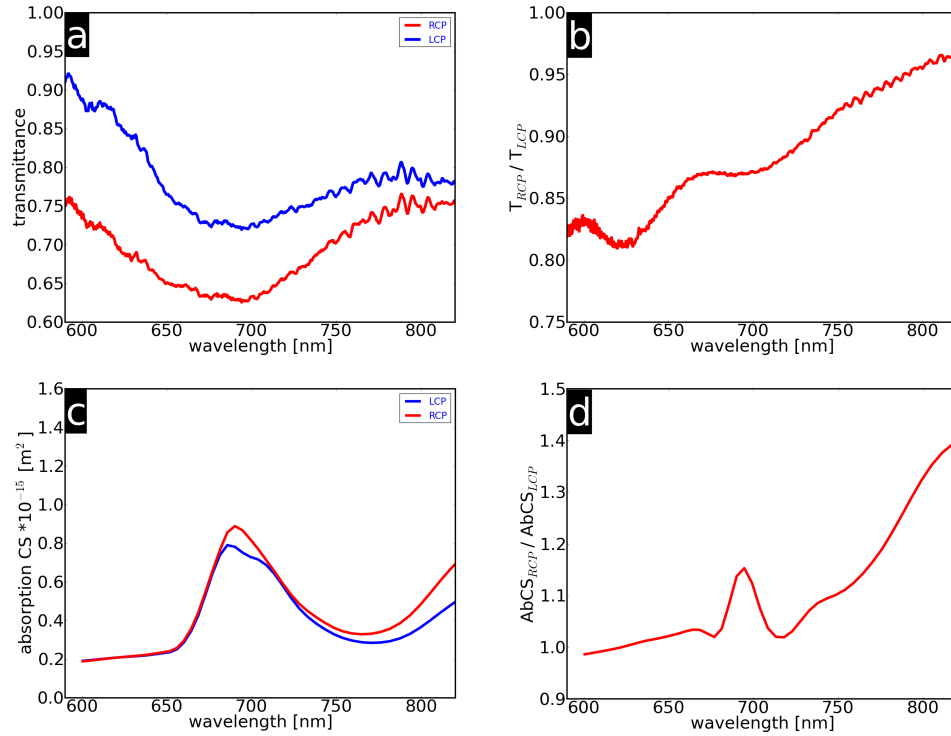 a
1.00
0.95
0.90
0.85
0.80
0.75
0.70
0.65
0.60
transmittance
RCP
LCP
600 650 700 750 800
wavelength [nm]
b
1.00
0.95
0.90
0.85
0.80
0.75
T_RCP / T_LCP
600 650 700 750 800
wavelength [nm]
c
1.6
1.4
1.2
1.0
0.8
0.6
0.4
0.2
0.0
absorption CS *10^-15 [m^2 ]
LCP
RCP
600 650 700 750 800
wavelength [nm]
d
1.5
1.4
1.3
1.2
1.1
1.0
0.9
AbCS_RCP / AbCS_LCP
600 650 700 750 800
wavelength [nm]